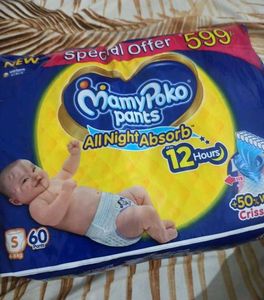 NEW
Special Offer 599
MamyPoko
pants
All Night Absorb
12 Hours
S
60
+50%
Criss